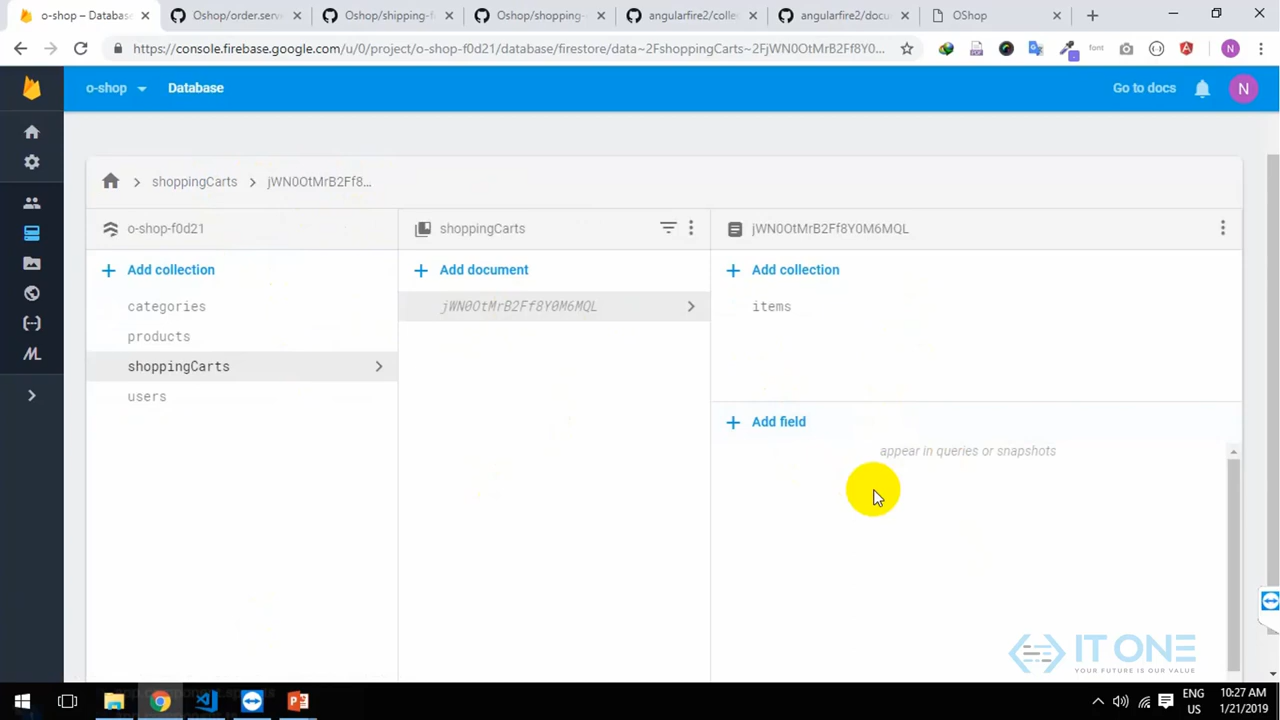 o-shop – Databas
Oshop/order.serv
Oshop/shipping-f
Oshop/shopping-
angularfire2/colle
angularfire2/docu
OShop
https://console.firebase.google.com/u/0/project/o-shop-f0d21/database/firestore/data~2FshoppingCarts~2FjWN0OtMrB2Ff8Y0...
font
N
o-shop
Database
Go to docs
N
shoppingCarts
jWN0OtMrB2Ff8...
o-shop-f0d21
shoppingCarts
jWN0OtMrB2Ff8Y0M6MQL
Add collection
Add document
Add collection
categories
jWN0OtMrB2Ff8Y0M6MQL
items
products
shoppingCarts
users
Add field
appear in queries or snapshots
IT ONE
YOUR FUTURE IS OUR VALUE
ENG
US
10:27 AM
1/21/2019